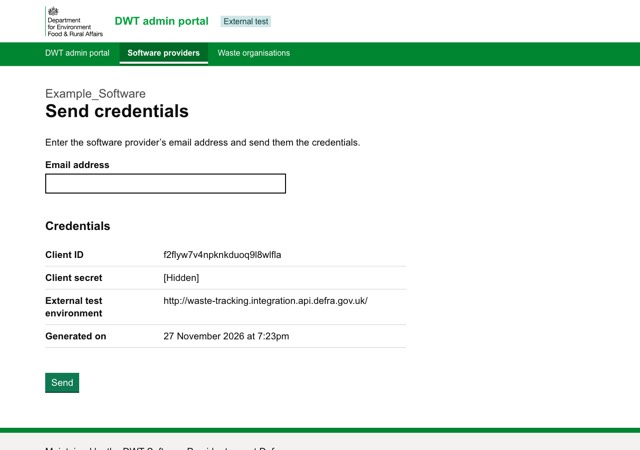 Department
for Environment
Food & Rural Affairs
DWT admin portal
External test
DWT admin portal
Software providers
Waste organisations
Example_Software
Send credentials
Enter the software provider’s email address and send them the credentials.
Email address
Credentials
Client ID
f2flyw7v4npknkduoq9l8wlfla
Client secret
[Hidden]
External test
environment
http://waste-tracking.integration.api.defra.gov.uk/
Generated on
27 November 2026 at 7:23pm
Send